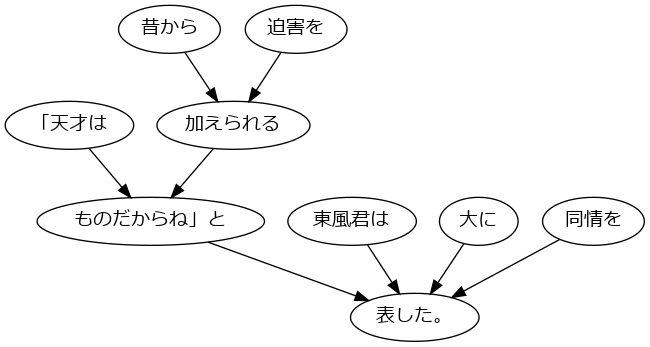 昔から
迫害を
「天才は
加えられる
ものだからね」と
東風君は
大に
同情を
表した。